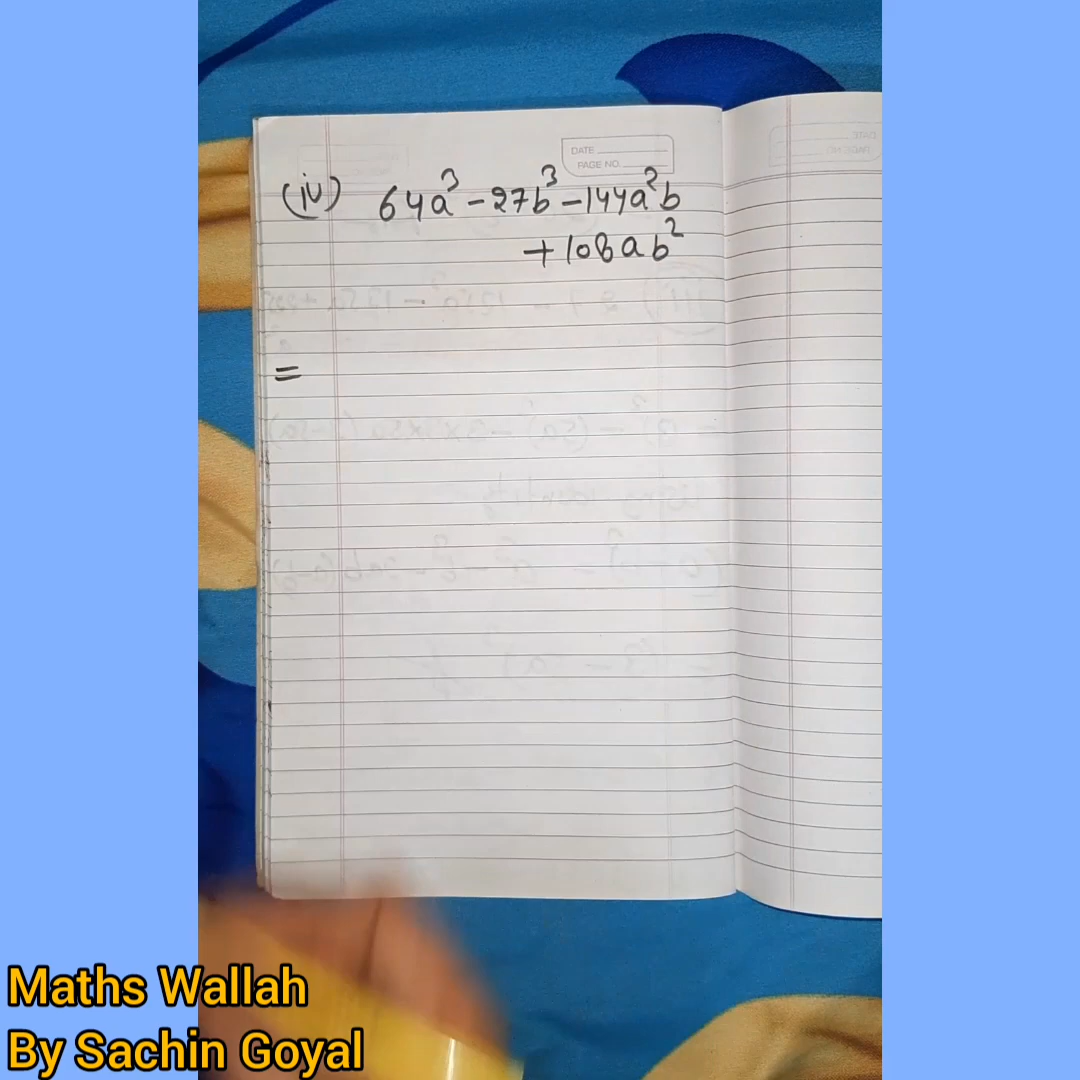 DATE
PAGE NO.
(iv) 64a³ - 27b³ - 144a²b
+ 108ab²
=
Maths Wallah
By Sachin Goyal